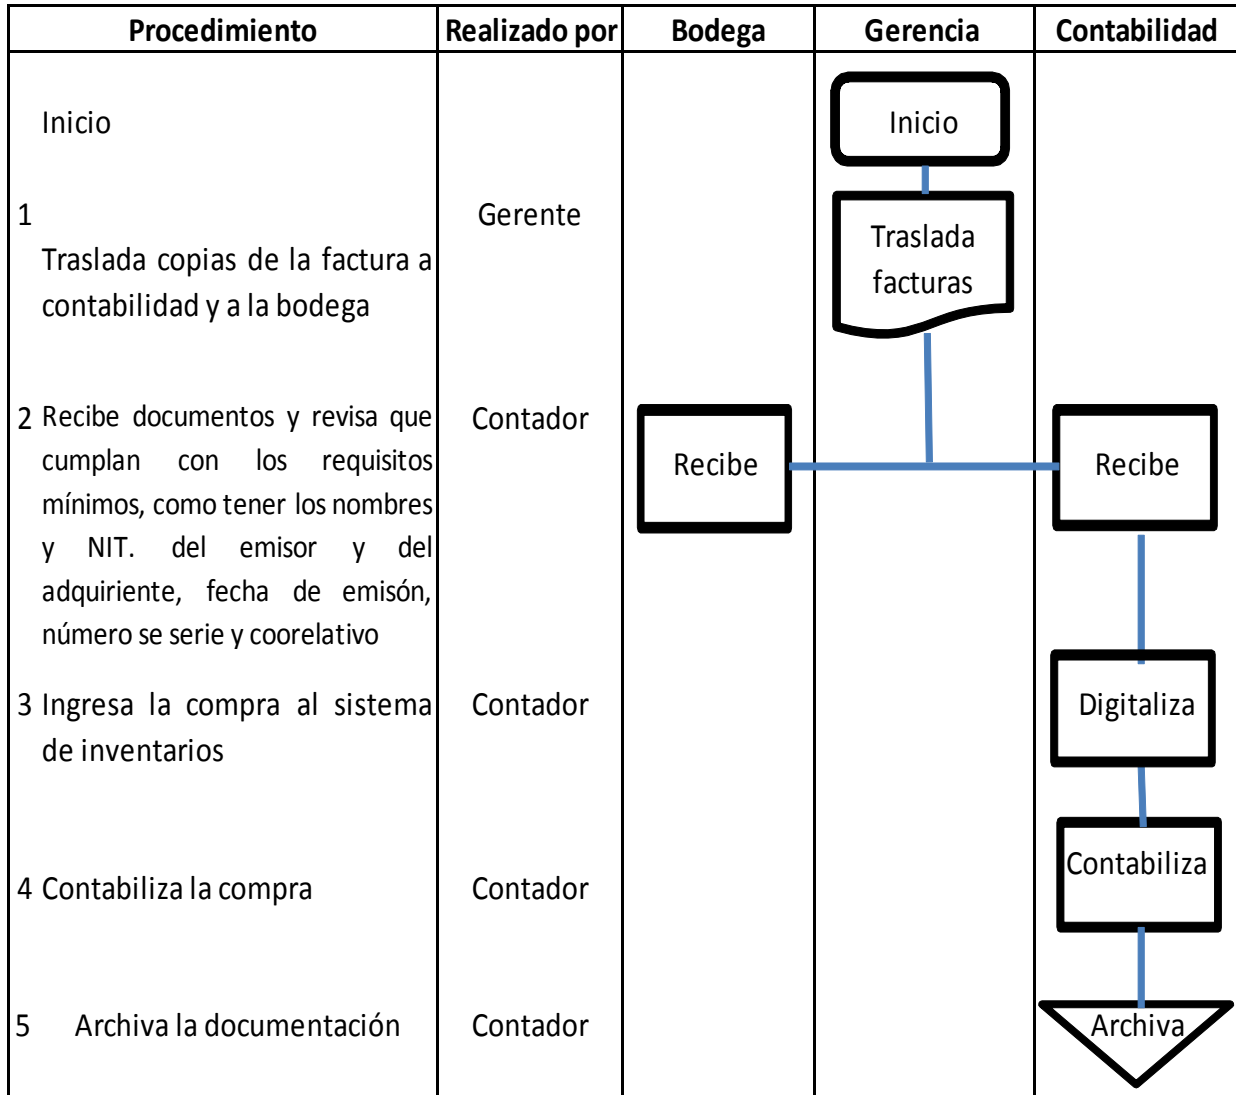 Procedimiento Realizado por Bodega Gerencia Contabilidad
Inicio
Inicio
1
Gerente
Traslada copias de la factura a
contabilidad y a la bodega
Traslada
facturas
2 Recibe documentos y revisa que
cumplan con los requisitos
mínimos, como tener los nombres
y NIT. del emisor y del
adquiriente, fecha de emisón,
número se serie y coorelativo
Contador
Recibe
Recibe
3 Ingresa la compra al sistema
de inventarios
Contador
Digitaliza
4 Contabiliza la compra
Contador
Contabiliza
5 Archiva la documentación
Contador
Archiva